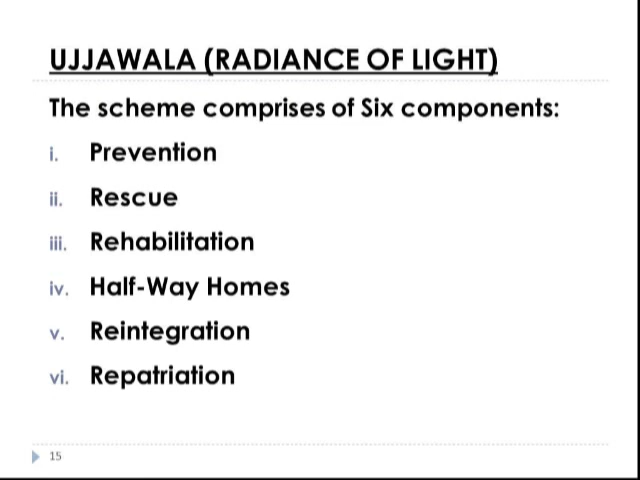 UJJAWALA (RADIANCE OF LIGHT)
The scheme comprises of Six components:
i. Prevention
ii. Rescue
iii. Rehabilitation
iv. Half-Way Homes
v. Reintegration
vi. Repatriation
15